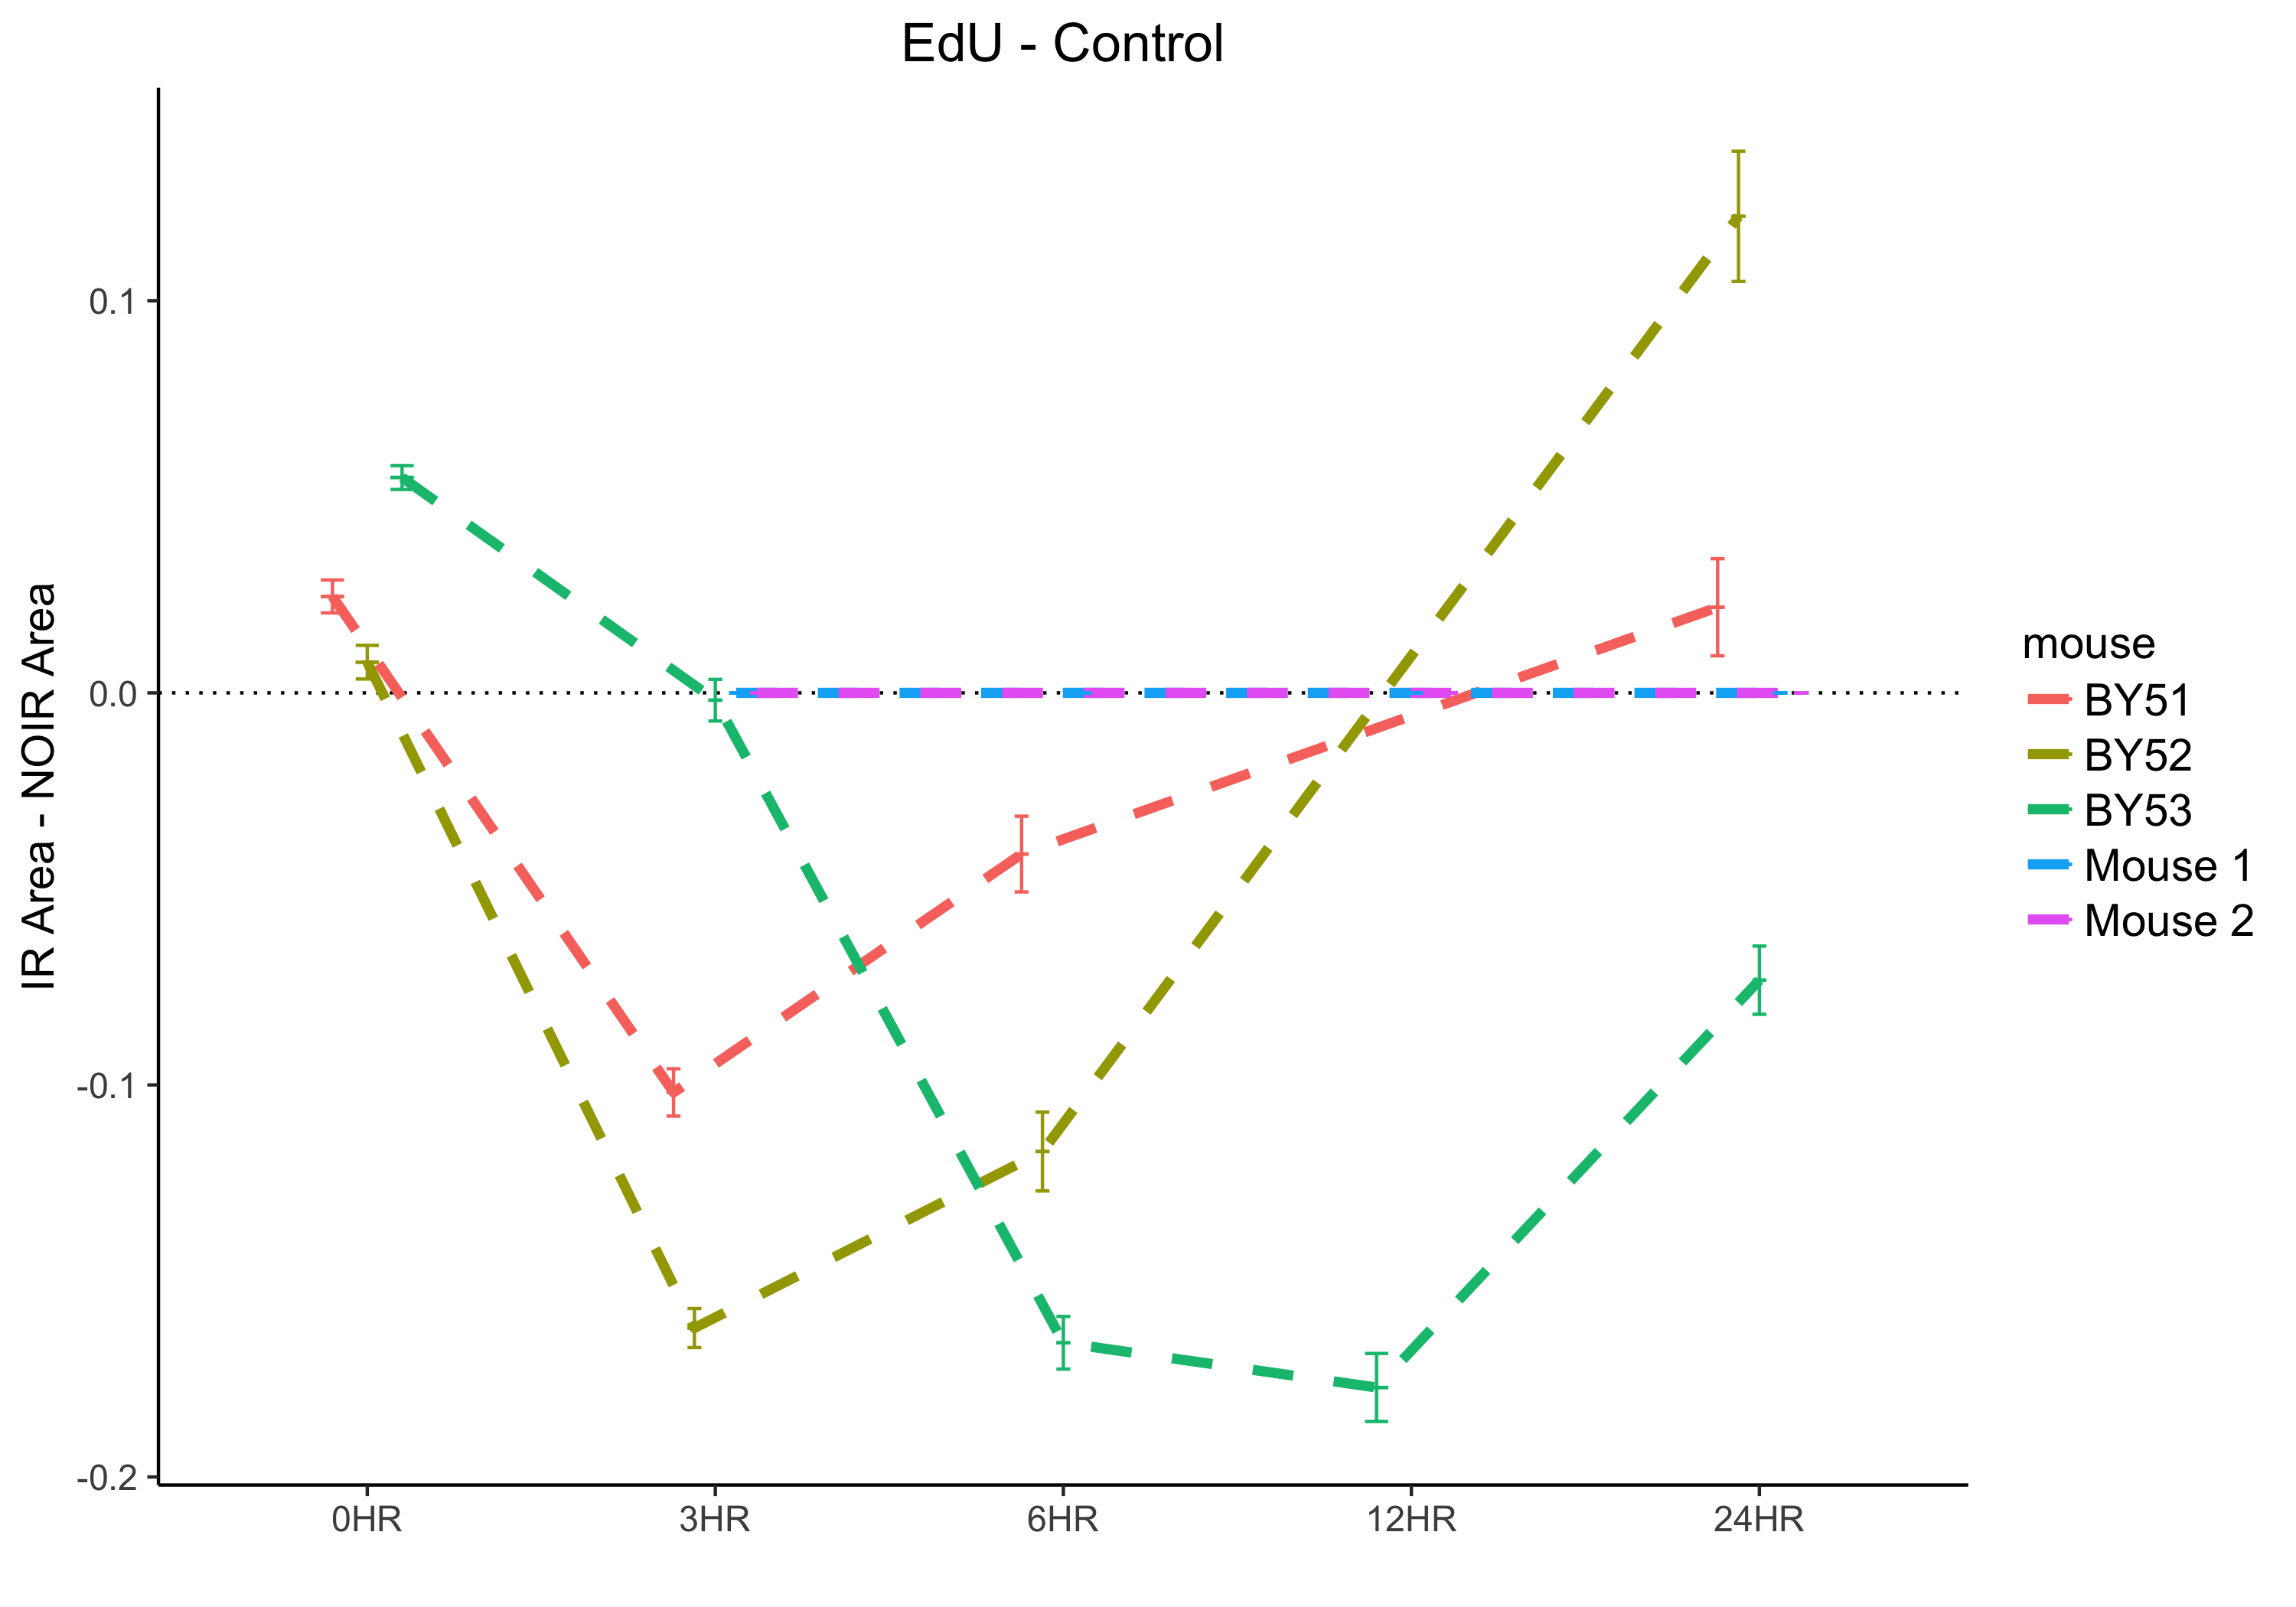 EdU - Control
IR Area - NOIR Area
0.1
0.0
-0.1
-0.2
0HR
3HR
6HR
12HR
24HR
mouse
BY51
BY52
BY53
Mouse 1
Mouse 2